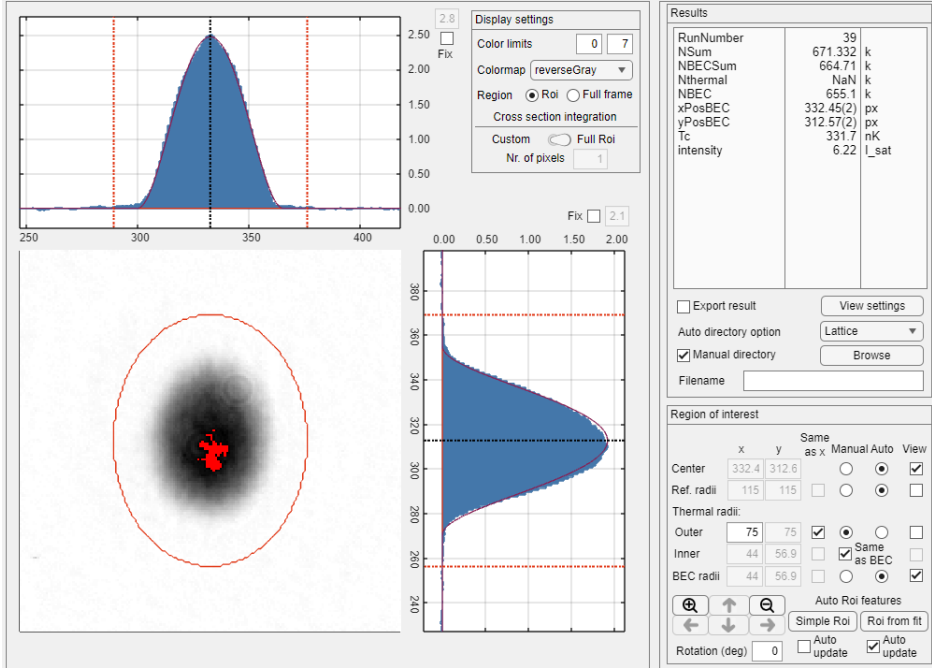 2.8
Fix
2.50
2.00
1.50
1.00
0.50
0.00
250 300 350 400
Display settings
Color limits 0 7
Colormap reverseGray
Region Roi Full frame
Cross section integration
Custom Full Roi
Nr. of pixels 1
Fix 2.1
0.00 0.50 1.00 1.50 2.00
380
360
340
320
300
280
260
240
Results
RunNumber 39
NSum 671.332 k
NBECSum 664.71 k
Nthermal NaN k
NBEC 655.1 k
xPosBEC 332.45(2) px
yPosBEC 312.57(2) px
Tc 331.7 nK
intensity 6.22 I_sat
Export result View settings
Auto directory option Lattice
Manual directory Browse
Filename
Region of interest
x y Same as x Manual Auto View
Center 332.4 312.6
Ref. radii 115 115
Thermal radii:
Outer 75 75
Inner 44 56.9 Same as BEC
BEC radii 44 56.9
Auto Roi features
Simple Roi Roi from fit
Rotation (deg) 0 Auto update Auto update